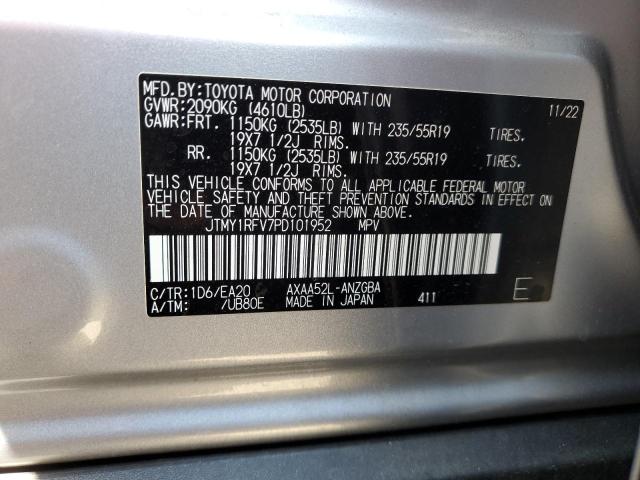 MFD.BY:TOYOTA MOTOR CORPORATION 11/22
GVWR:2090KG (4610LB)
GAWR:FRT. 1150KG (2535LB) WITH 235/55R19 TIRES.
19X7 1/2J RIMS.
RR. 1150KG (2535LB) WITH 235/55R19 TIRES.
19X7 1/2J RIMS.
THIS VEHICLE CONFORMS TO ALL APPLICABLE FEDERAL MOTOR
VEHICLE SAFETY AND THEFT PREVENTION STANDARDS IN EFFECT ON
THE DATE OF MANUFACTURE SHOWN ABOVE.
JTMY1RFV7PD101952 MPV
C/TR:1D6/EA20 AXAA52L-ANZGBA
A/TM: /UB80E MADE IN JAPAN 411 E